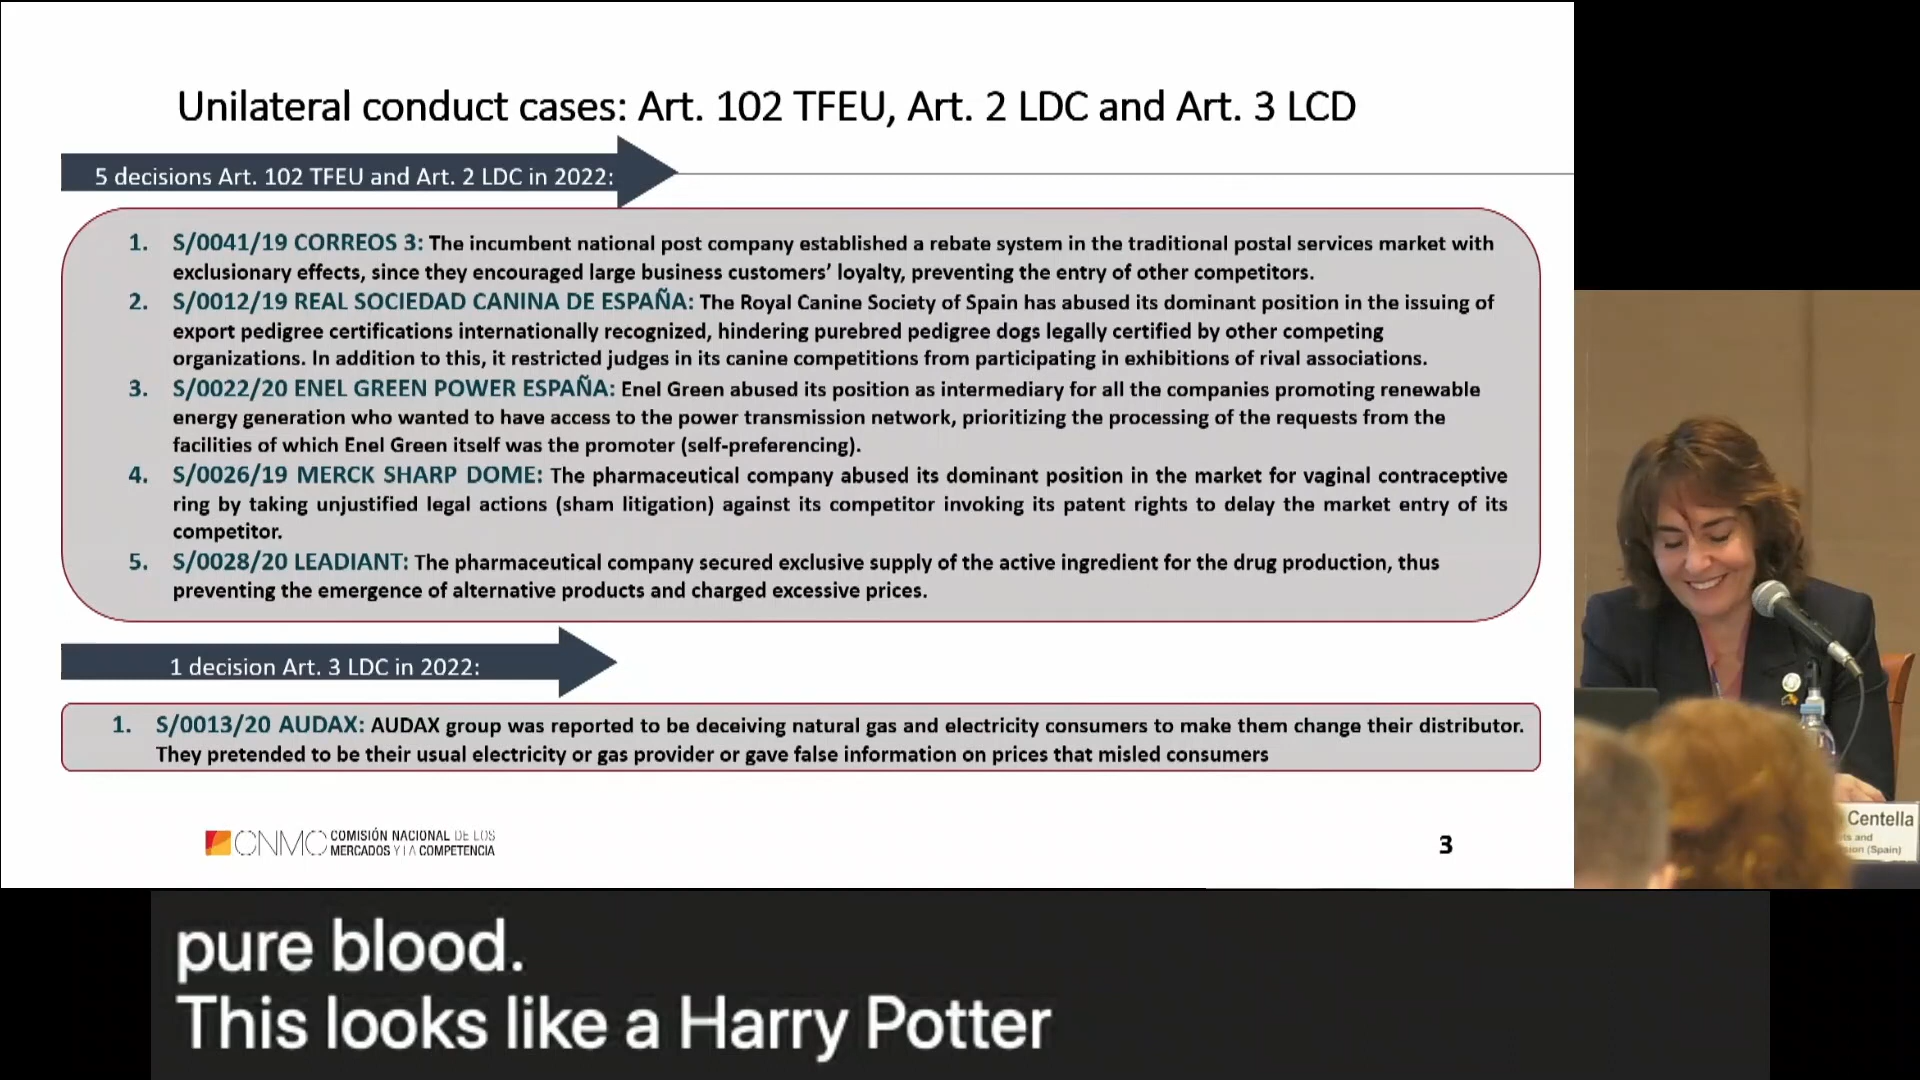 Unilateral conduct cases: Art. 102 TFEU, Art. 2 LDC and Art. 3 LCD
5 decisions Art. 102 TFEU and Art. 2 LDC in 2022:
1. S/0041/19 CORREOS 3: The incumbent national post company established a rebate system in the traditional postal services market with
exclusionary effects, since they encouraged large business customers' loyalty, preventing the entry of other competitors.
2. S/0012/19 REAL SOCIEDAD CANINA DE ESPAÑA: The Royal Canine Society of Spain has abused its dominant position in the issuing of
export pedigree certifications internationally recognized, hindering purebred pedigree dogs legally certified by other competing
organizations. In addition to this, it restricted judges in its canine competitions from participating in exhibitions of rival associations.
3. S/0022/20 ENEL GREEN POWER ESPAÑA: Enel Green abused its position as intermediary for all the companies promoting renewable
energy generation who wanted to have access to the power transmission network, prioritizing the processing of the requests from the
facilities of which Enel Green itself was the promoter (self-preferencing).
4. S/0026/19 MERCK SHARP DOME: The pharmaceutical company abused its dominant position in the market for vaginal contraceptive
ring by taking unjustified legal actions (sham litigation) against its competitor invoking its patent rights to delay the market entry of its
competitor.
5. S/0028/20 LEADIANT: The pharmaceutical company secured exclusive supply of the active ingredient for the drug production, thus
preventing the emergence of alternative products and charged excessive prices.
1 decision Art. 3 LDC in 2022:
1. S/0013/20 AUDAX: AUDAX group was reported to be deceiving natural gas and electricity consumers to make them change their distributor.
They pretended to be their usual electricity or gas provider or gave false information on prices that misled consumers
CNMC COMISIÓN NACIONAL DE LOS
MERCADOS Y LA COMPETENCIA
3
Centella
and
(Spain)
pure blood.
This looks like a Harry Potter